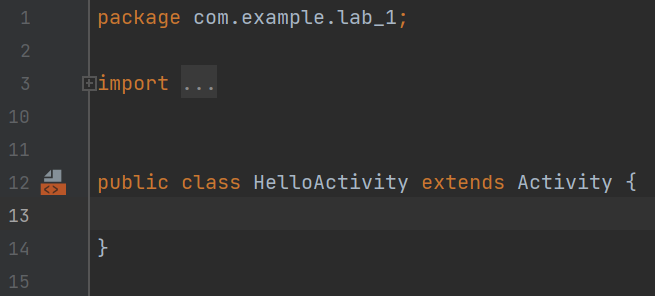 1 package com.example.lab_1;
2
3 import ...
10
11
12 <> public class HelloActivity extends Activity {
13
14 }
15